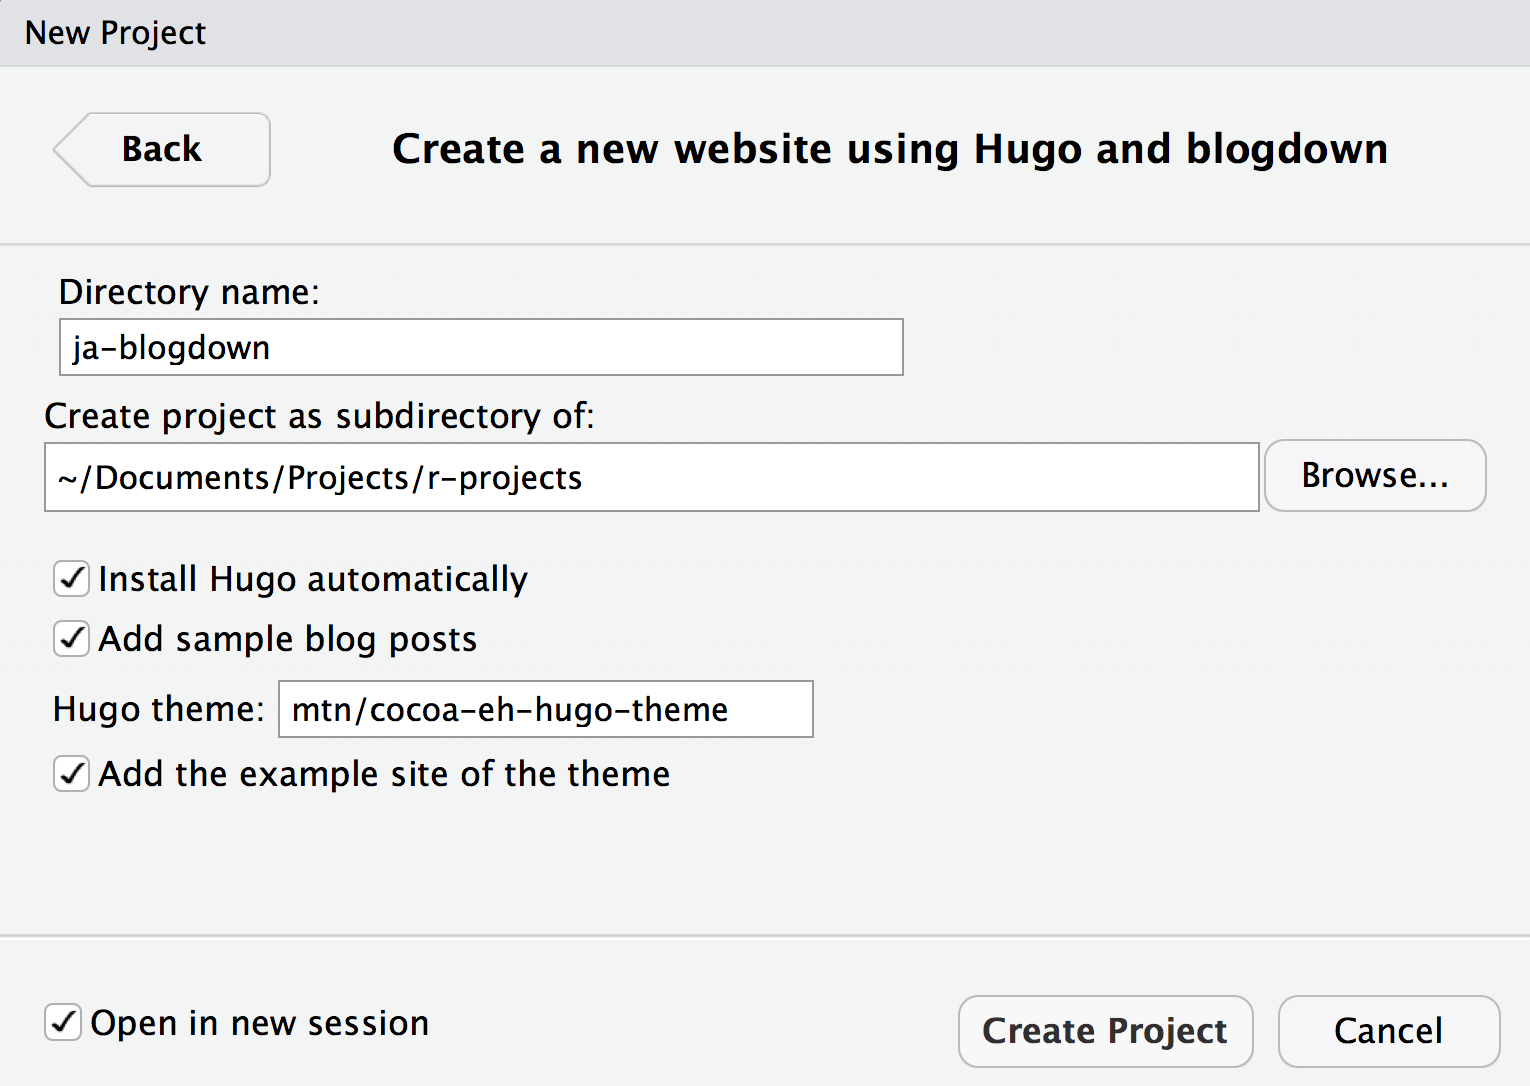 New Project
Back
Create a new website using Hugo and blogdown
Directory name:
ja-blogdown
Create project as subdirectory of:
~/Documents/Projects/r-projects
Browse...
Install Hugo automatically
Add sample blog posts
Hugo theme: mtn/cocoa-eh-hugo-theme
Add the example site of the theme
Open in new session
Create Project
Cancel